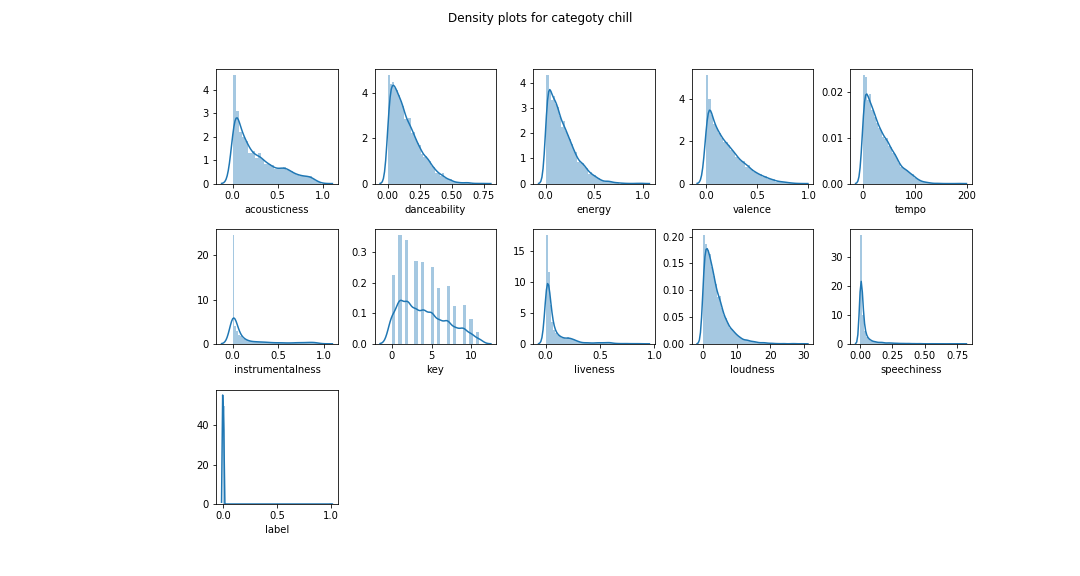 Density plots for categoty chill
4
3
2
1
0
0.0 0.5 1.0
acousticness
4
2
0
0.00 0.25 0.50 0.75
danceability
4
3
2
1
0
0.0 0.5 1.0
energy
4
2
0
0.0 0.5 1.0
valence
0.02
0.01
0.00
0 100 200
tempo
20
10
0
0.0 0.5 1.0
instrumentalness
0.3
0.2
0.1
0.0
0 5 10
key
15
10
5
0
0.0 0.5 1.0
liveness
0.20
0.15
0.10
0.05
0.00
0 10 20 30
loudness
30
20
10
0
0.00 0.25 0.50 0.75
speechiness
40
20
0
0.0 0.5 1.0
label